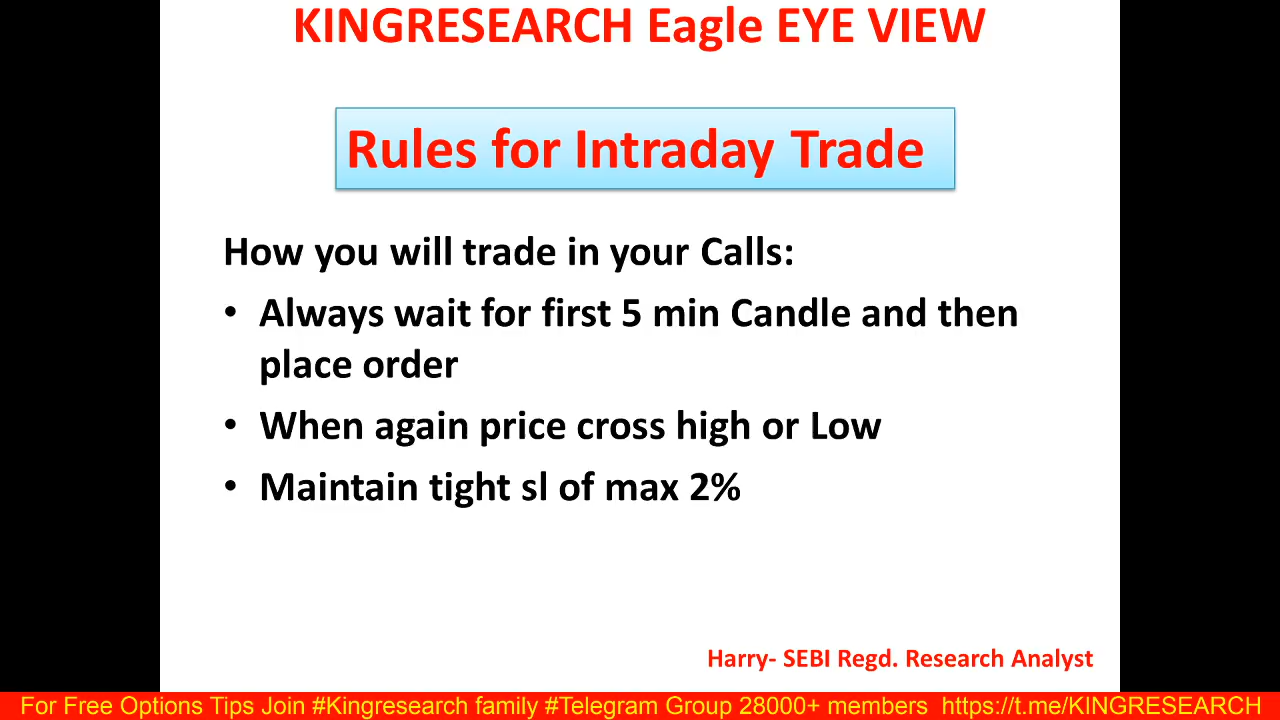 KINGRESEARCH Eagle EYE VIEW
Rules for Intraday Trade
How you will trade in your Calls:
• Always wait for first 5 min Candle and then
place order
• When again price cross high or Low
• Maintain tight sl of max 2%
Harry- SEBI Regd. Research Analyst
For Free Options Tips Join #Kingresearch family #Telegram Group 28000+ members https://t.me/KINGRESEARCH